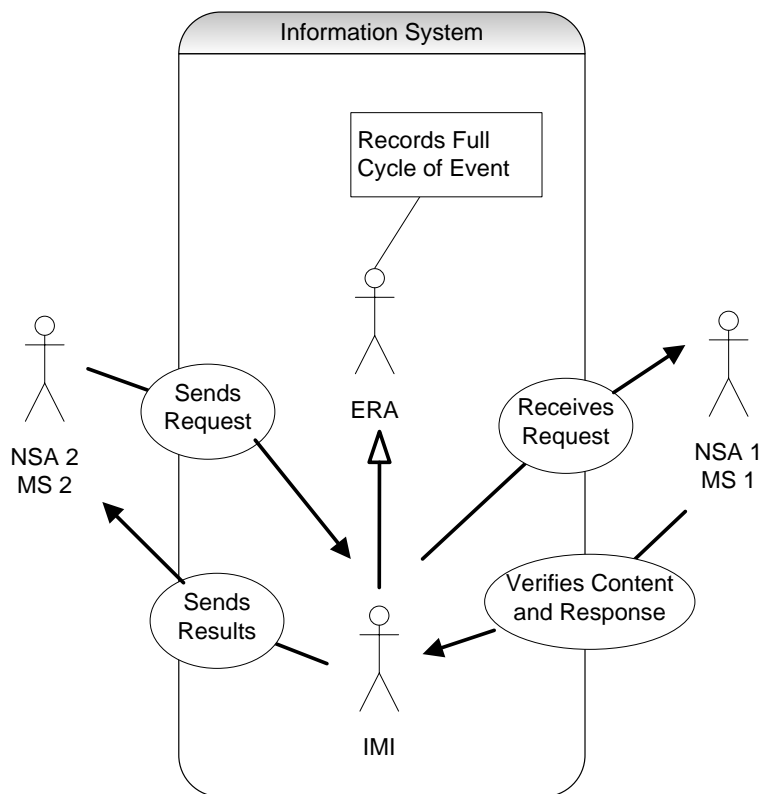 Information System
Records Full
Cycle of Event
Sends
Request
ERA
Receives
Request
NSA 2
MS 2
NSA 1
MS 1
Sends
Results
Verifies Content
and Response
IMI